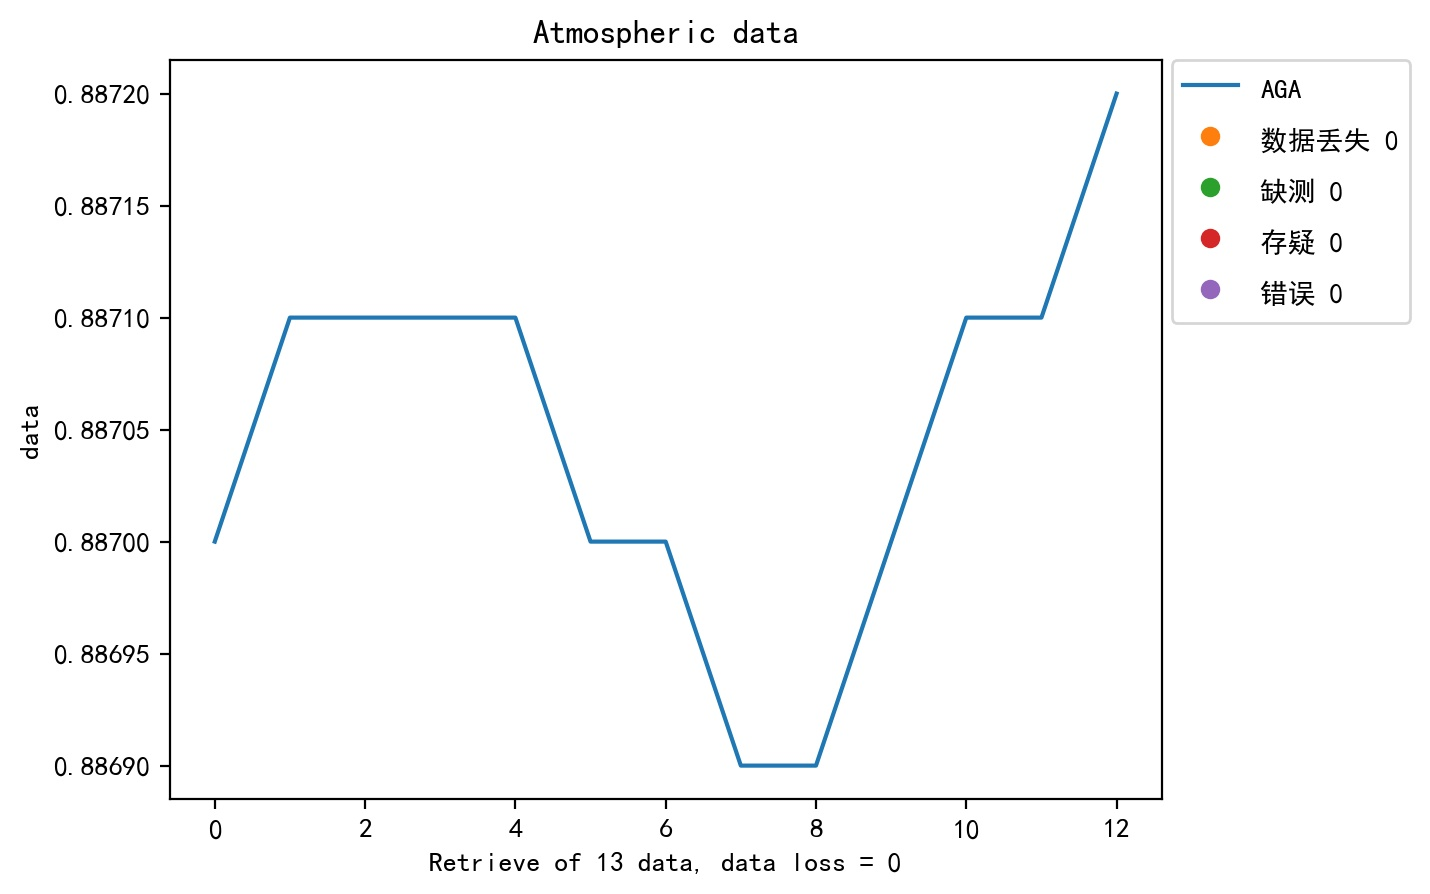 Atmospheric data
0.88720
0.88715
0.88710
0.88705
0.88700
0.88695
0.88690
data
0 2 4 6 8 10 12
Retrieve of 13 data, data loss = 0
AGA
数据丢失 0
缺测 0
存疑 0
错误 0